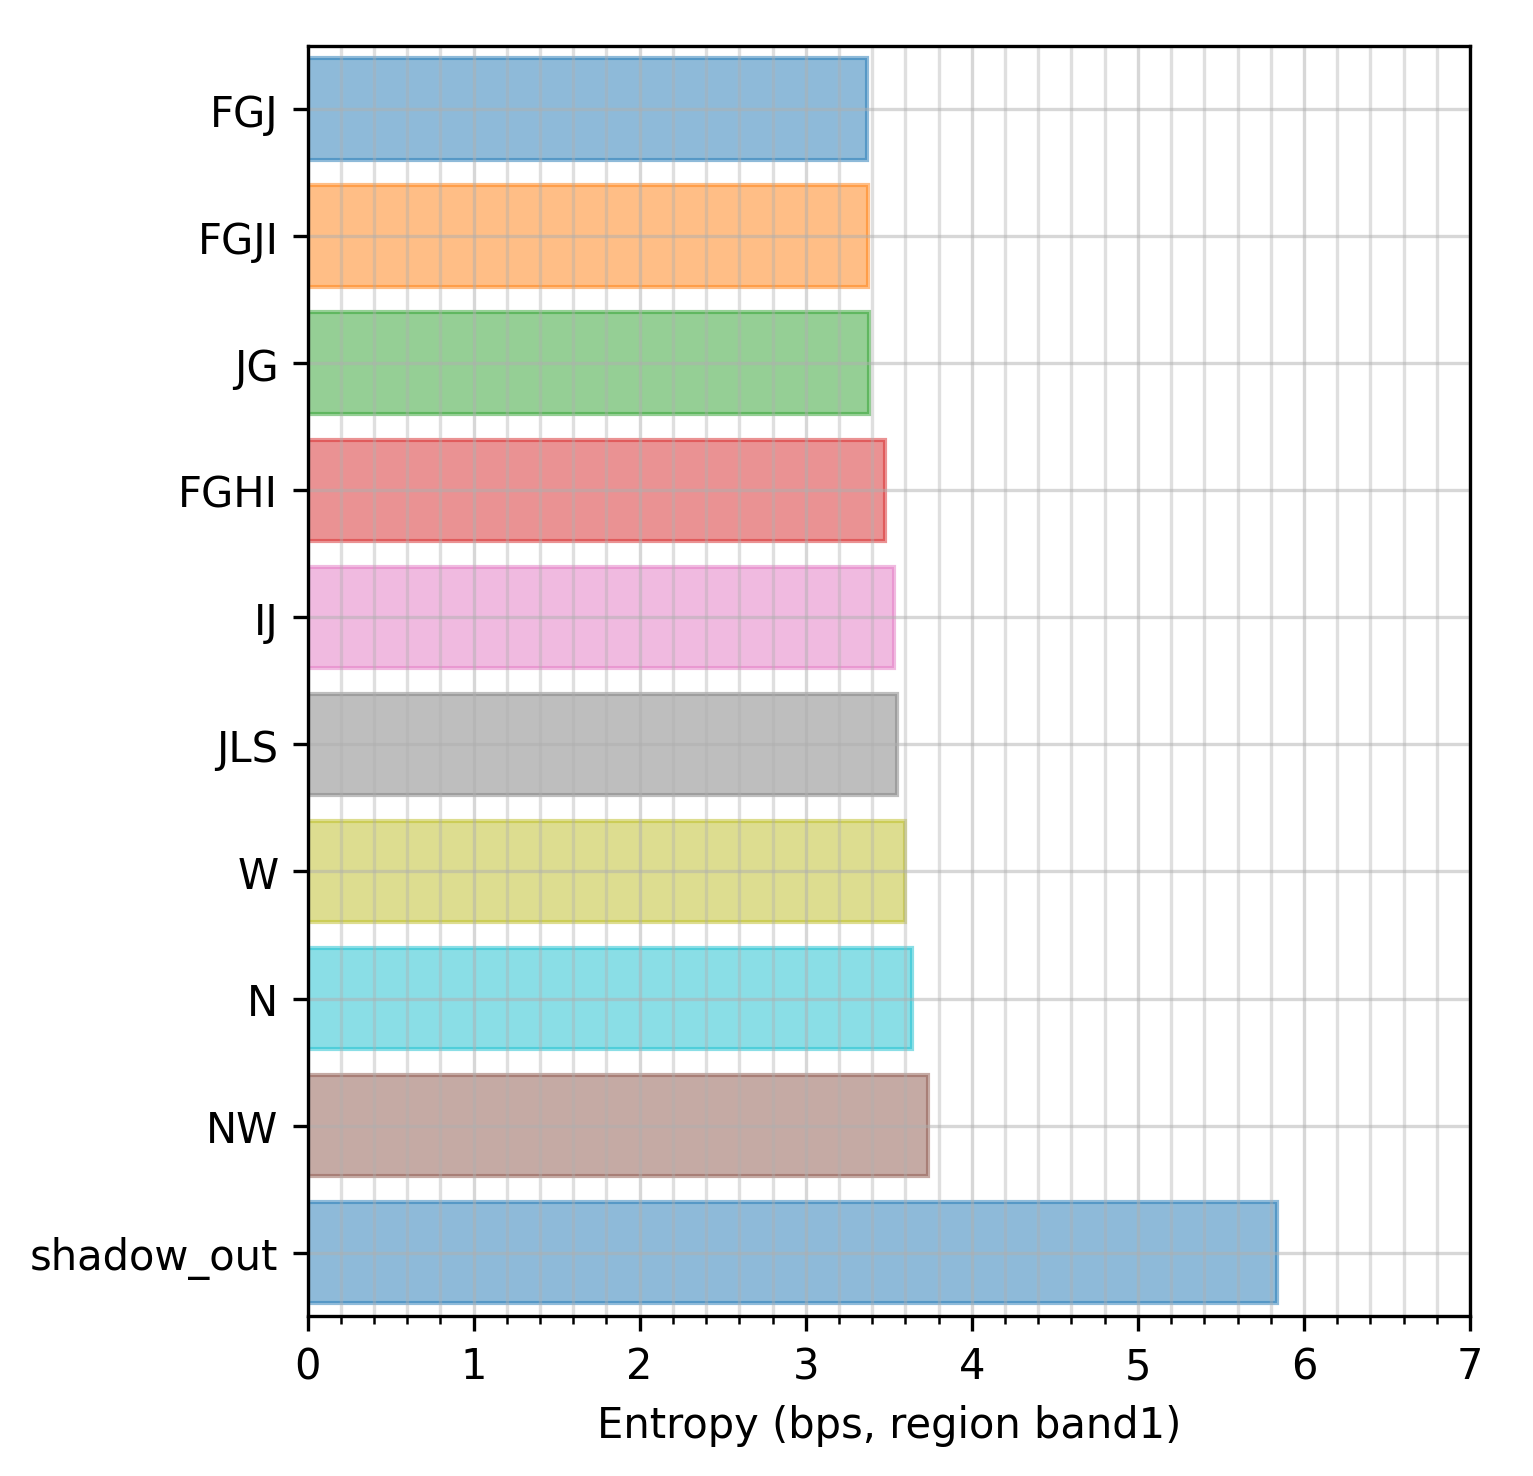 FGJ
FGJI
JG
FGHI
IJ
JLS
W
N
NW
shadow_out
0 1 2 3 4 5 6 7
Entropy (bps, region band1)